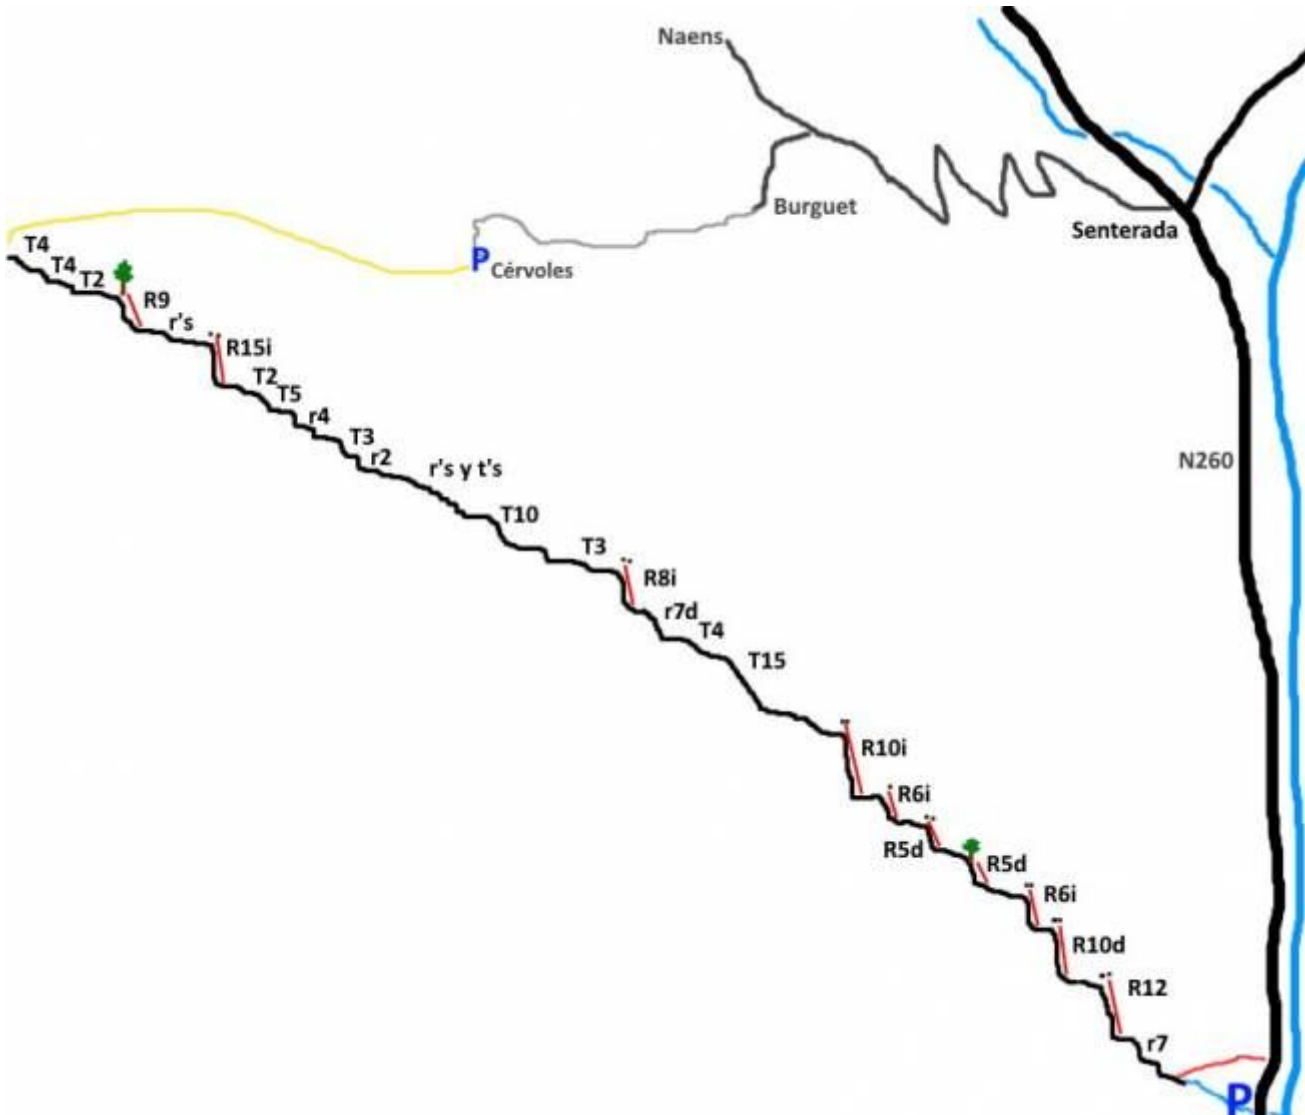 Naens
Burguet
Senterada
P Cérvoles
T4
T4
T2
R9
r's
R15i
T2
T5
r4
T3
r2
r's y t's
N260
T10
T3
R8i
r7d
T4
T15
R10i
R6i
R5d
R5d
R6i
R10d
R12
r7
P